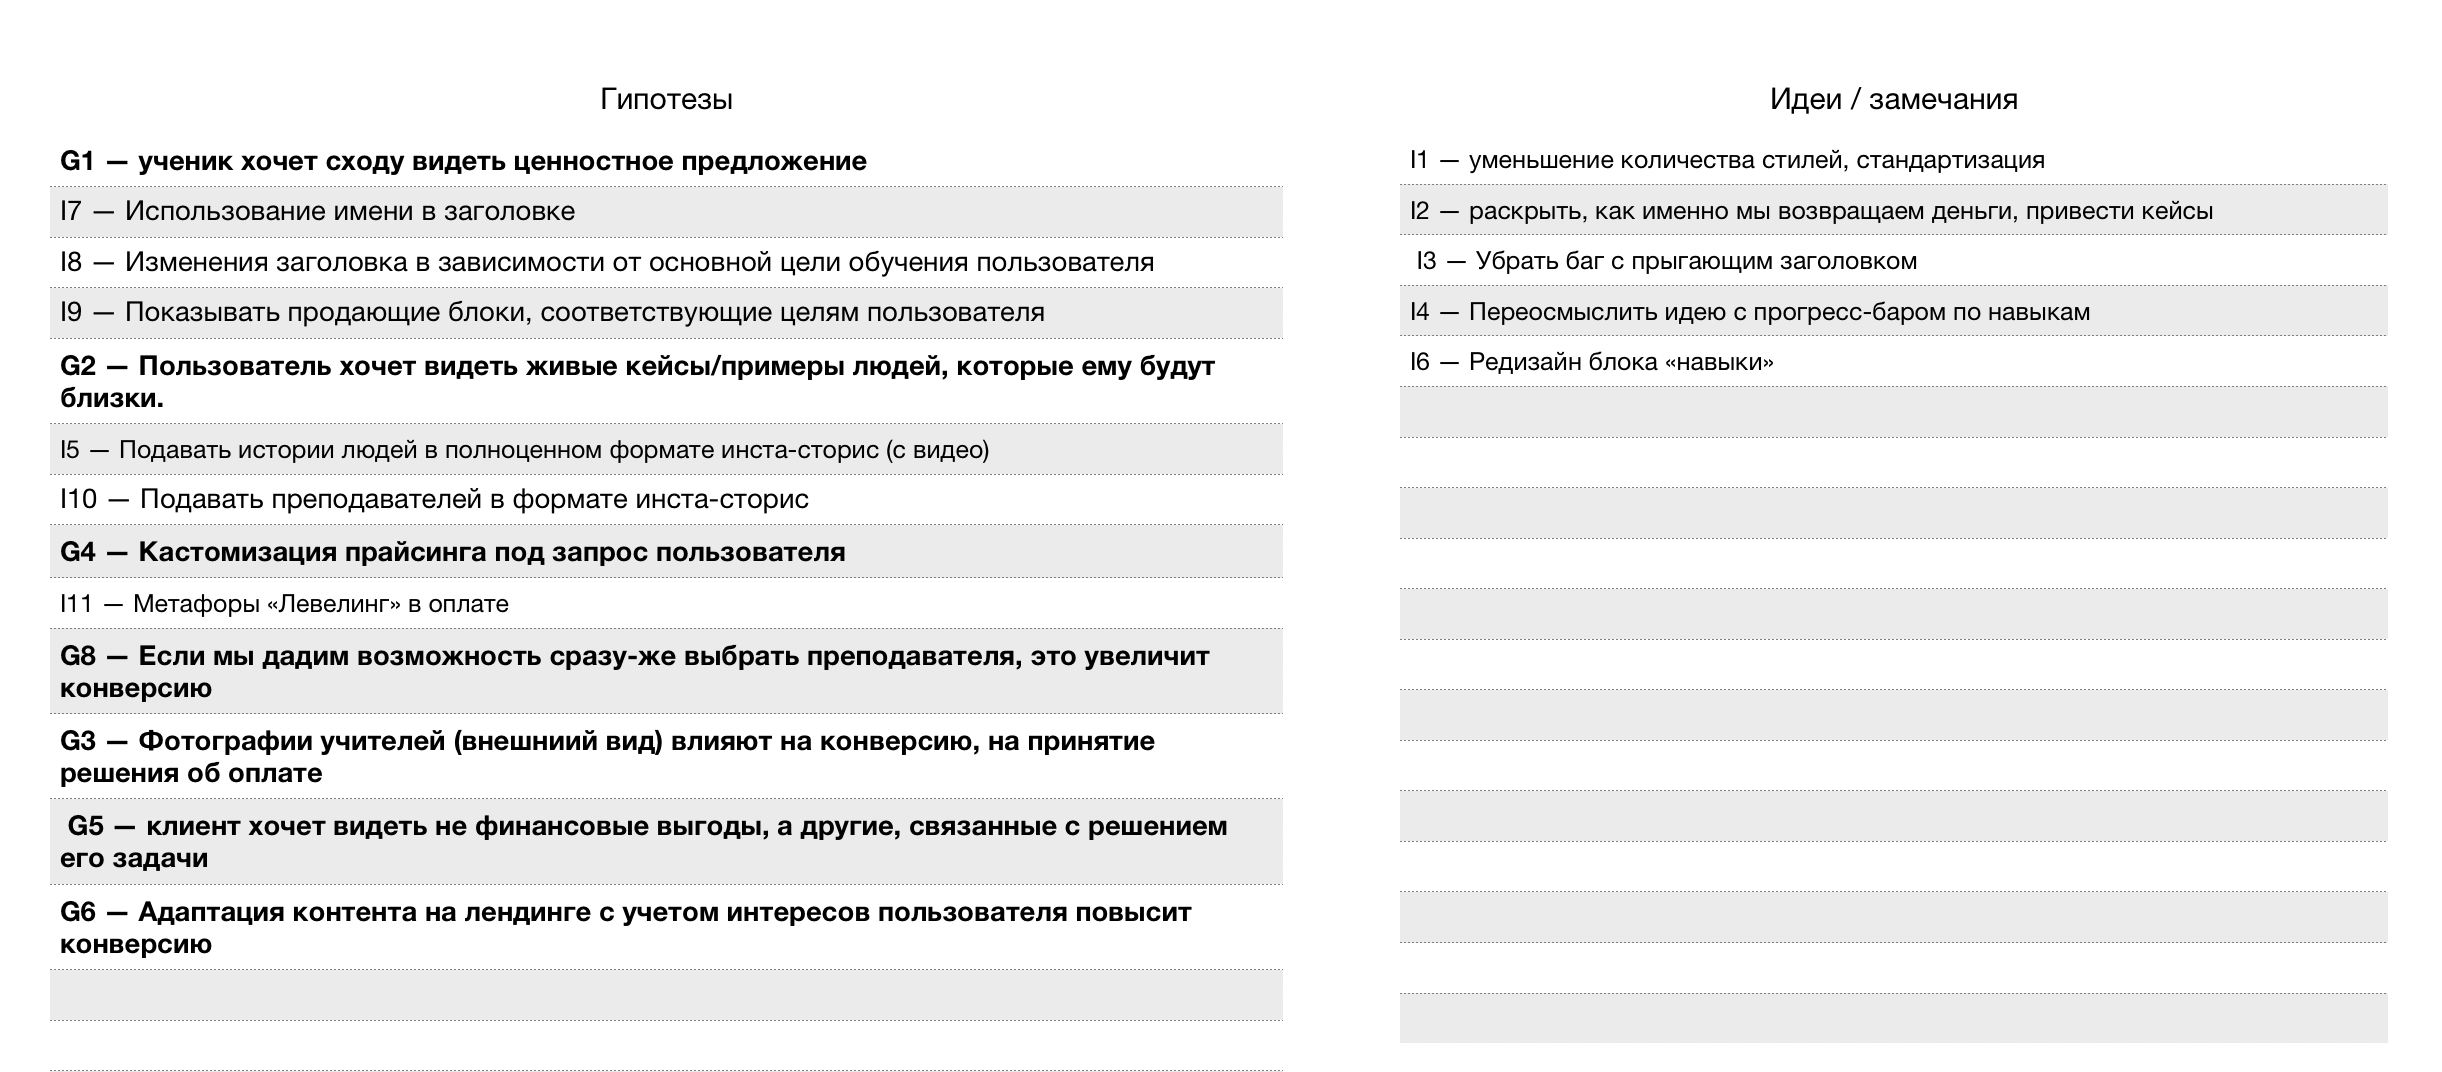 Гипотезы
G1 — ученик хочет сходу видеть ценностное предложение
I7 — Использование имени в заголовке
I8 — Изменения заголовка в зависимости от основной цели обучения пользователя
I9 — Показывать продающие блоки, соответствующие целям пользователя
G2 — Пользователь хочет видеть живые кейсы/примеры людей, которые ему будут
близки.
I5 — Подавать истории людей в полноценном формате инста-сторис (с видео)
I10 — Подавать преподавателей в формате инста-сторис
G4 — Кастомизация прайсинга под запрос пользователя
I11 — Метафоры «Левелинг» в оплате
G8 — Если мы дадим возможность сразу-же выбрать преподавателя, это увеличит
конверсию
G3 — Фотографии учителей (внешниий вид) влияют на конверсию, на принятие
решения об оплате
G5 — клиент хочет видеть не финансовые выгоды, а другие, связанные с решением
его задачи
G6 — Адаптация контента на лендинге с учетом интересов пользователя повысит
конверсию
Идеи / замечания
I1 — уменьшение количества стилей, стандартизация
I2 — раскрыть, как именно мы возвращаем деньги, привести кейсы
I3 — Убрать баг с прыгающим заголовком
I4 — Переосмыслить идею с прогресс-баром по навыкам
I6 — Редизайн блока «навыки»